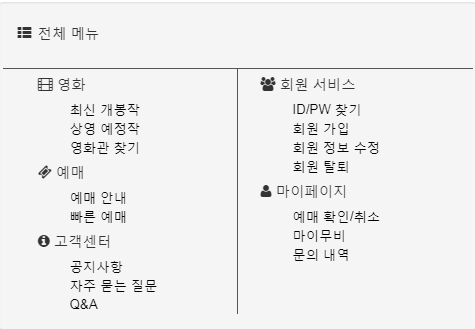 전체 메뉴
영화
최신 개봉작
상영 예정작
영화관 찾기
예매
예매 안내
빠른 예매
고객센터
공지사항
자주 묻는 질문
Q&A
회원 서비스
ID/PW 찾기
회원 가입
회원 정보 수정
회원 탈퇴
마이페이지
예매 확인/취소
마이무비
문의 내역